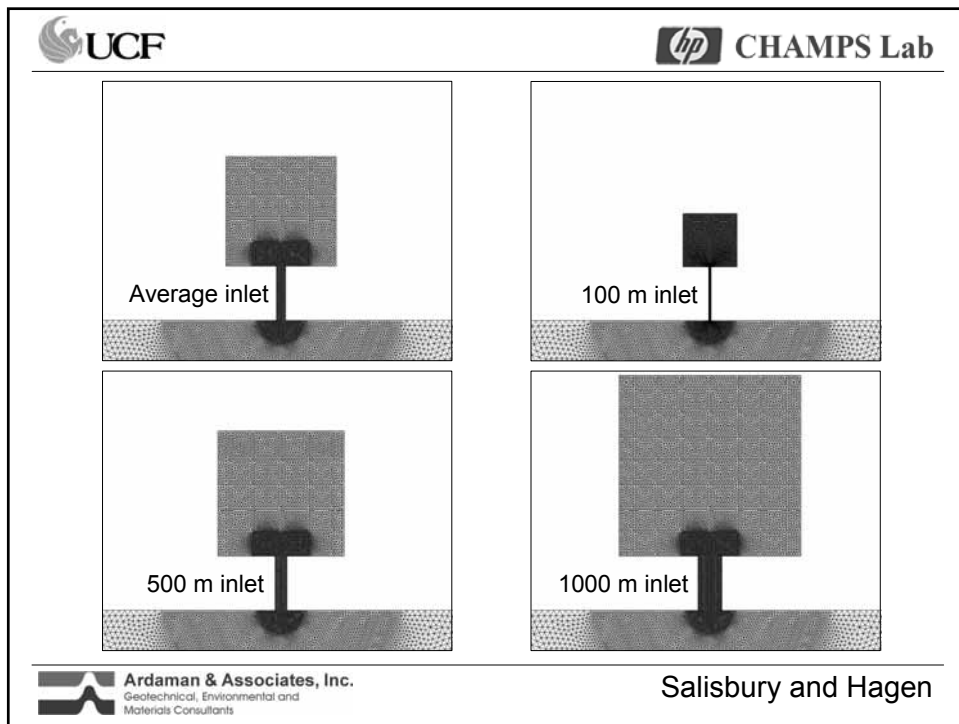 UCF
hp CHAMPS Lab
Average inlet
100 m inlet
500 m inlet
1000 m inlet
Ardaman & Associates, Inc.
Geotechnical, Environmental and
Materials Consultants
Salisbury and Hagen